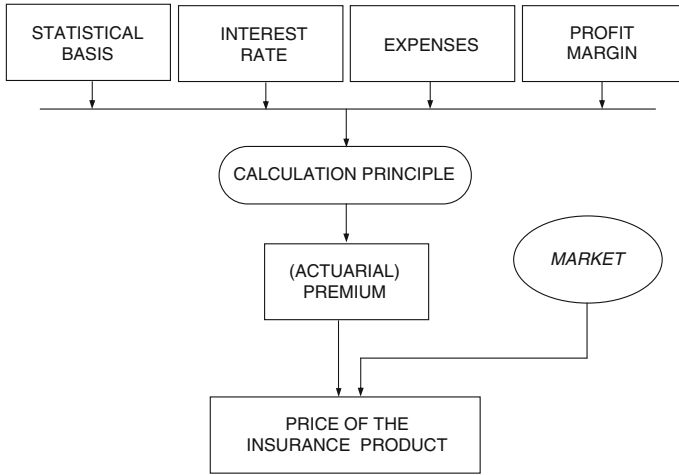 STATISTICAL
BASIS
INTEREST
RATE
EXPENSES
PROFIT
MARGIN
CALCULATION PRINCIPLE
(ACTUARIAL)
PREMIUM
MARKET
PRICE OF THE
INSURANCE PRODUCT